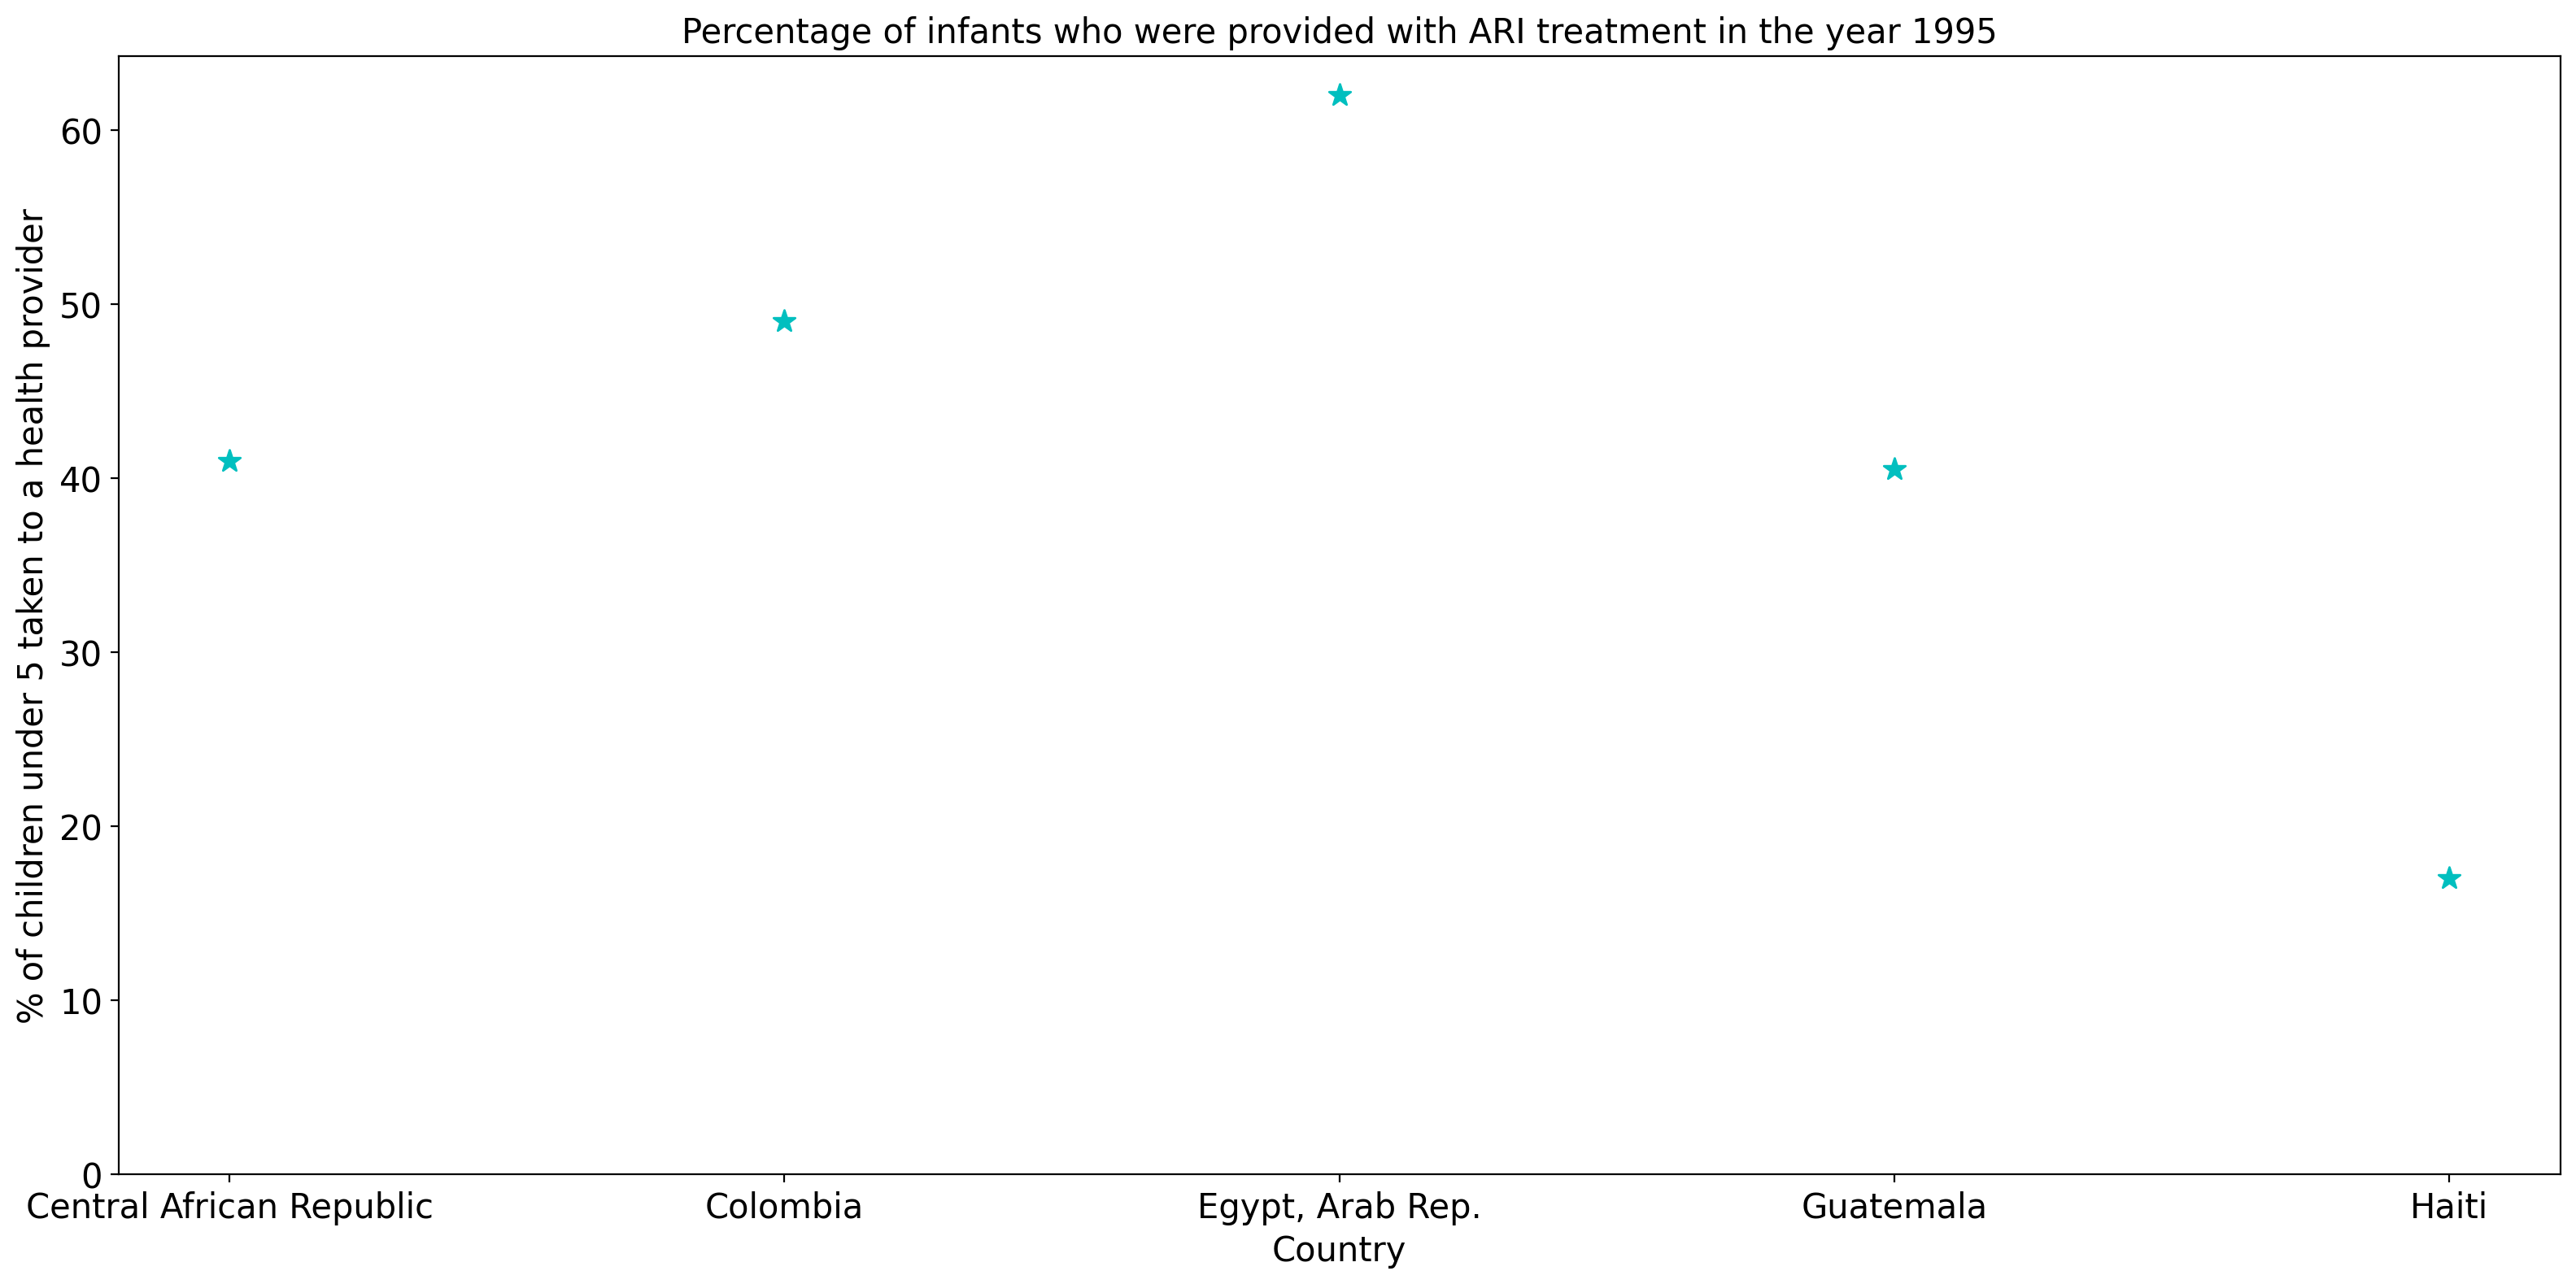 Percentage of infants who were provided with ARI treatment in the year 1995
% of children under 5 taken to a health provider
60
50
40
30
20
10
0
Central African Republic
Colombia
Egypt, Arab Rep.
Guatemala
Haiti
Country